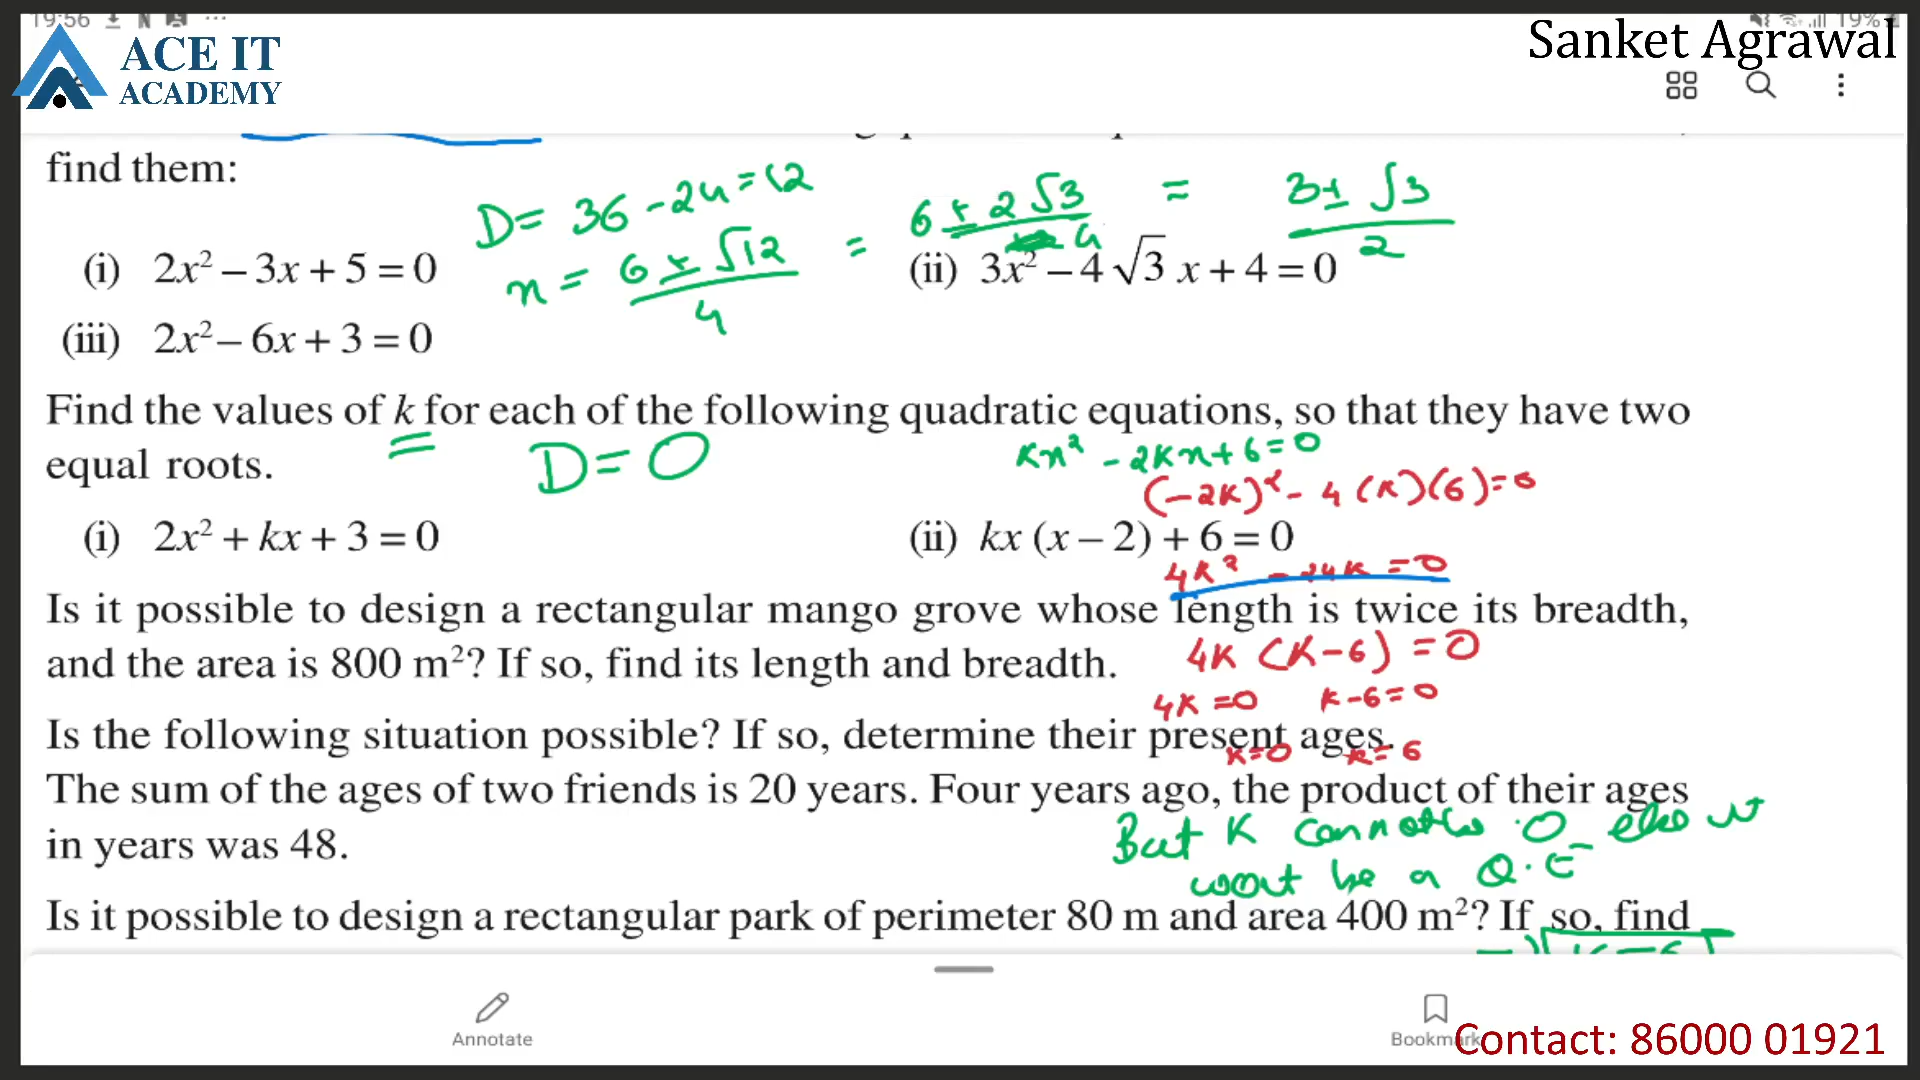 19:56
19%
ACE IT
ACADEMY
Sanket Agrawal
find them:
D = 36 - 24 = 12
x = 6 ± √12 / 4 = 6 ± 2√3 / 4 = 3 ± √3 / 2
(i) 2x² – 3x + 5 = 0
(ii) 3x² – 4√3 x + 4 = 0
(iii) 2x² – 6x + 3 = 0
Find the values of k for each of the following quadratic equations, so that they have two
equal roots.
D = 0
kx² - 2kx + 6 = 0
(-2k)² - 4(k)(6) = 0
(i) 2x² + kx + 3 = 0
(ii) kx (x – 2) + 6 = 0
4k² - 24k = 0
Is it possible to design a rectangular mango grove whose length is twice its breadth,
and the area is 800 m²? If so, find its length and breadth.
4k (k - 6) = 0
4k = 0 k - 6 = 0
Is the following situation possible? If so, determine their present ages.
k = 0 k = 6
The sum of the ages of two friends is 20 years. Four years ago, the product of their ages
in years was 48.
But k cannot be 0 else it
wont be a Q.E
Is it possible to design a rectangular park of perimeter 80 m and area 400 m²? If so, find
k = 6
Annotate
Bookmark
Contact: 86000 01921